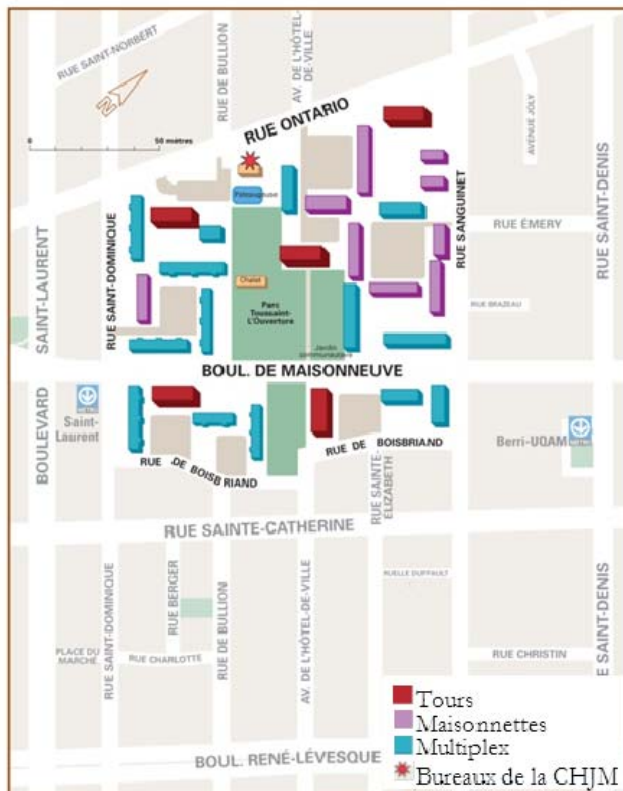 RUE SAINT-NORBERT
RUE DE BULLION
AV. DE L'HÔTEL-
DE-VILLE
N
RUE ONTARIO
0
50 mètres
AVENUE JOLY
Pataugeuse
RUE SAINT-DENIS
RUE SANGUINET
RUE ÉMERY
RUE SAINT-DOMINIQUE
SAINT-LAURENT
Chalet
Parc
Toussaint-
L'Ouverture
RUE BRAZEAU
Jardin
communautaire
BOUL. DE MAISONNEUVE
BOULEVARD
MÉTRO
Saint-
Laurent
Berri-UQAM
MÉTRO
RUE DE BOISBRIAND
RUE DE BOISBRIAND
RUE SAINTE-
ELIZABETH
RUE SAINTE-CATHERINE
RUE SAINT-DOMINIQUE
RUE BERGER
RUE DE BULLION
AV. DE L'HÔTEL-DE-VILLE
RUELLE DUFFAULT
E SAINT-DENIS
PLACE DU
MARCHÉ
RUE CHARLOTTE
RUE CHRISTIN
Tours
Maisonnettes
Multiplex
Bureaux de la CHJM
BOUL. RENÉ-LÉVESQUE